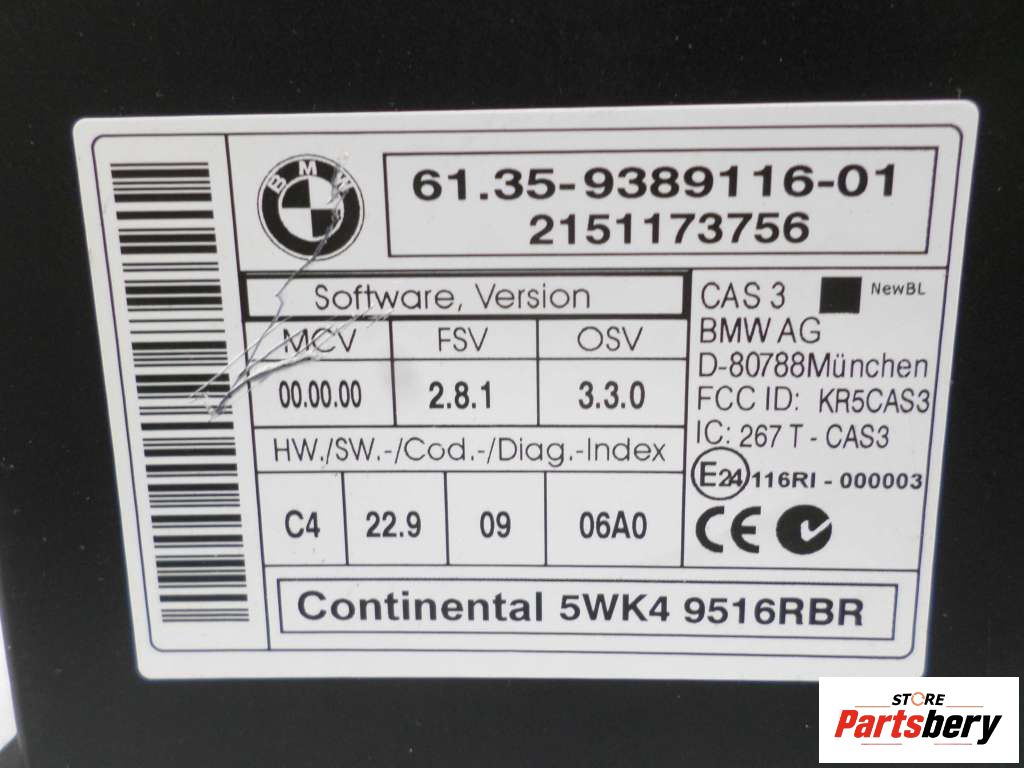 BMW
61.35-9389116-01
2151173756
Software, Version
MCV FSV OSV
00.00.00 2.8.1 3.3.0
HW./SW.-/Cod.-/Diag.-Index
C4 22.9 09 06A0
CAS 3 NewBL
BMW AG
D-80788München
FCC ID: KR5CAS3
IC: 267 T - CAS3
E24 116RI - 000003
CE
Continental 5WK4 9516RBR
STORE
Partsbery